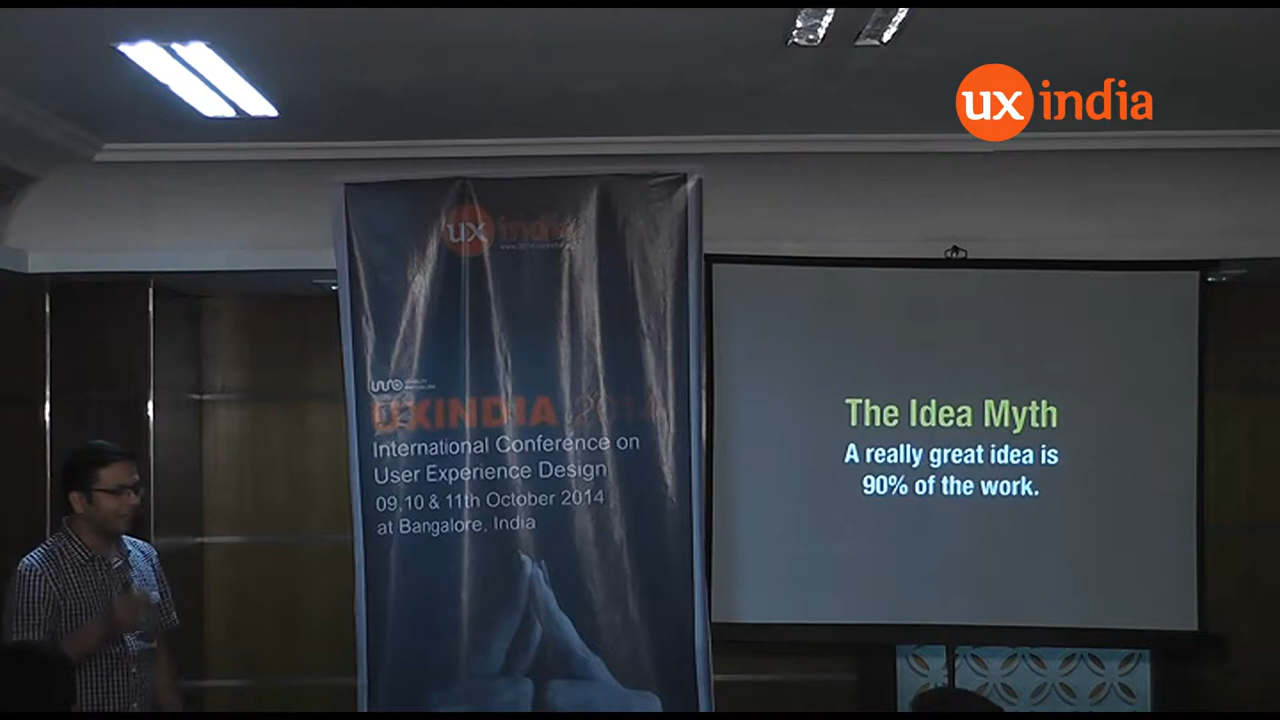 ux india
ux india
UXINDIA 2014
International Conference on
User Experience Design
09,10 & 11th October 2014
at Bangalore, India
The Idea Myth
A really great idea is
90% of the work.